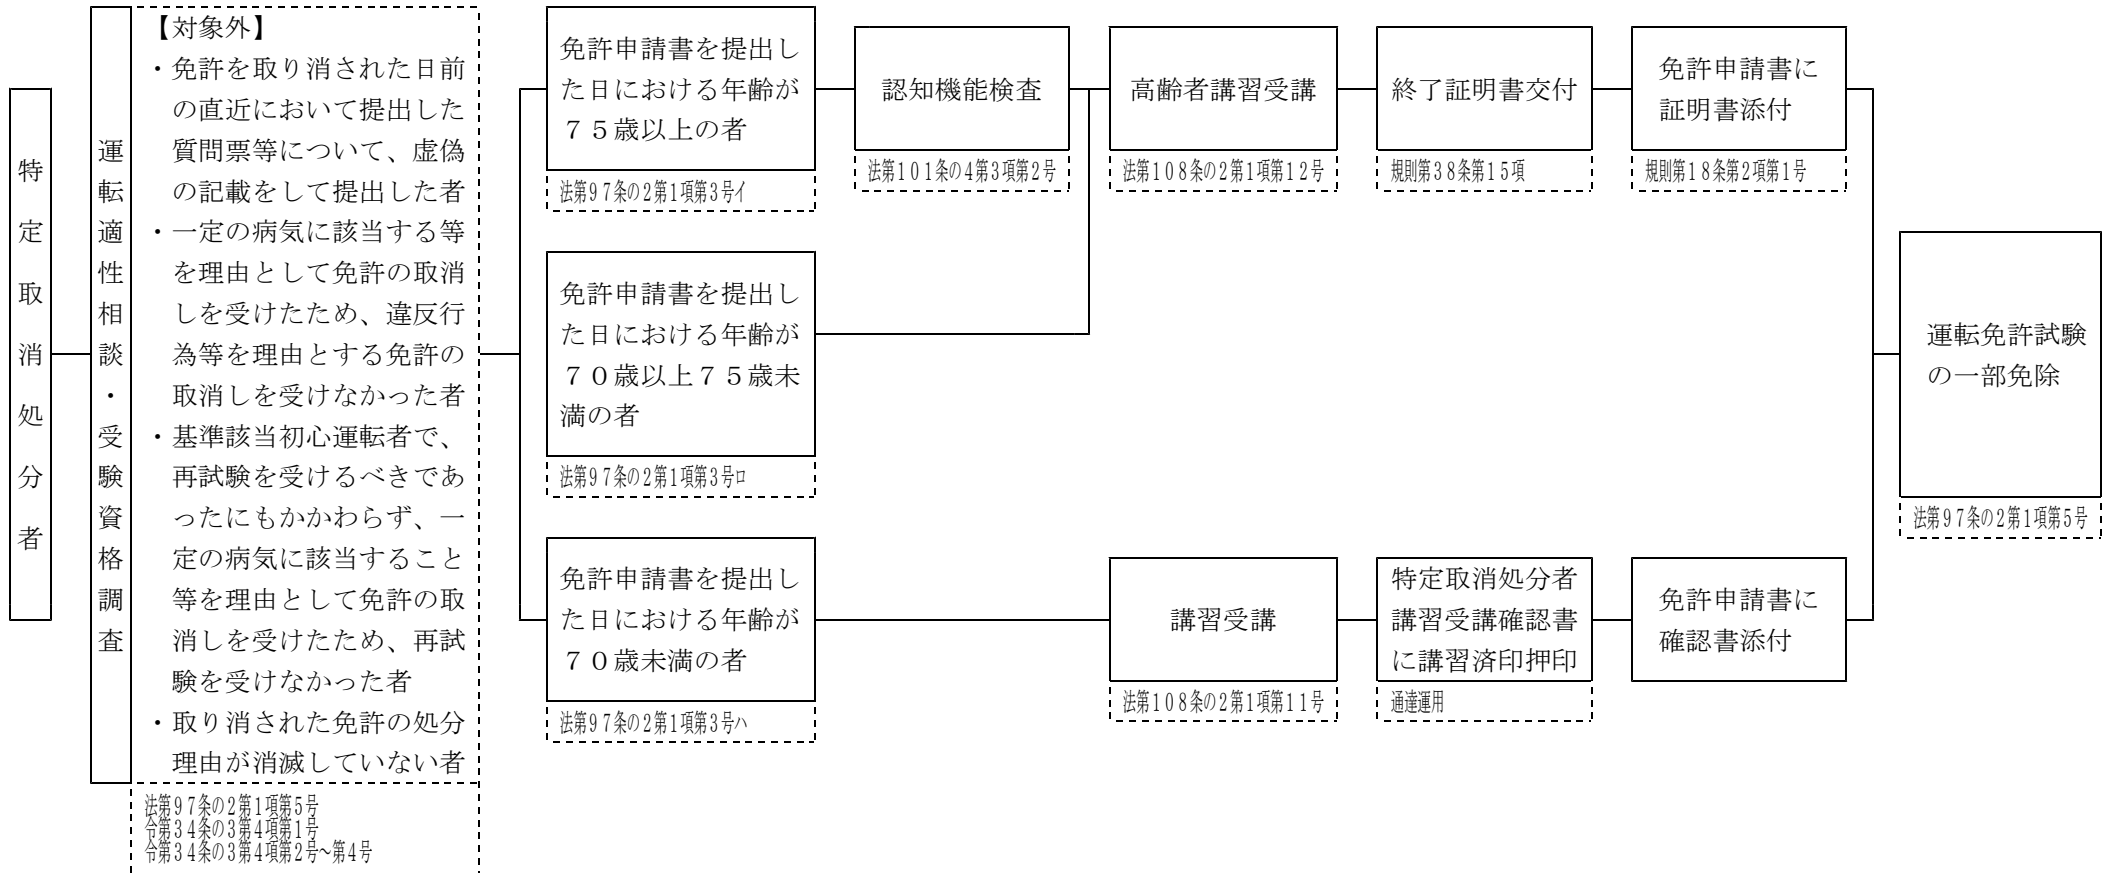 特定取消処分者
運転適性相談・受験資格調査
【対象外】
・免許を取り消された日前
の直近において提出した
質問票等について、虚偽
の記載をして提出した者
・一定の病気に該当する等
を理由として免許の取消
しを受けたため、違反行
為等を理由とする免許の
取消しを受けなかった者
・基準該当初心運転者で、
再試験を受けるべきであ
ったにもかかわらず、一
定の病気に該当すること
等を理由として免許の取
消しを受けたため、再試
験を受けなかった者
・取り消された免許の処分
理由が消滅していない者
法第97条の2第1項第5号
令第34条の3第4項第1号
令第34条の3第4項第2号~第4号
免許申請書を提出し
た日における年齢が
75歳以上の者
法第97条の2第1項第3号イ
認知機能検査
法第101条の4第3項第2号
高齢者講習受講
法第108条の2第1項第12号
終了証明書交付
規則第38条第15項
免許申請書に
証明書添付
規則第18条第2項第1号
免許申請書を提出し
た日における年齢が
70歳以上75歳未
満の者
法第97条の2第1項第3号ロ
免許申請書を提出し
た日における年齢が
70歳未満の者
法第97条の2第1項第3号ハ
講習受講
法第108条の2第1項第11号
特定取消処分者
講習受講確認書
に講習済印押印
通達運用
免許申請書に
確認書添付
運転免許試験
の一部免除
法第97条の2第1項第5号